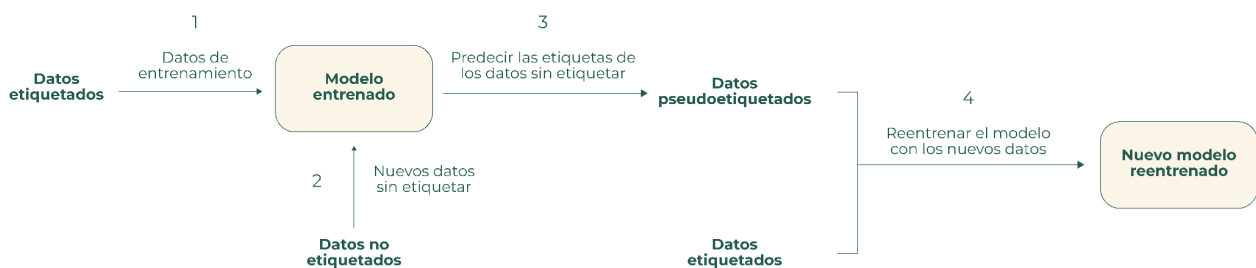 1
Datos de
entrenamiento
Datos
etiquetados
Modelo
entrenado
2
Nuevos datos
sin etiquetar
Datos no
etiquetados
3
Predecir las etiquetas de
los datos sin etiquetar
Datos
pseudoetiquetados
Datos
etiquetados
4
Reentrenar el modelo
con los nuevos datos
Nuevo modelo
reentrenado